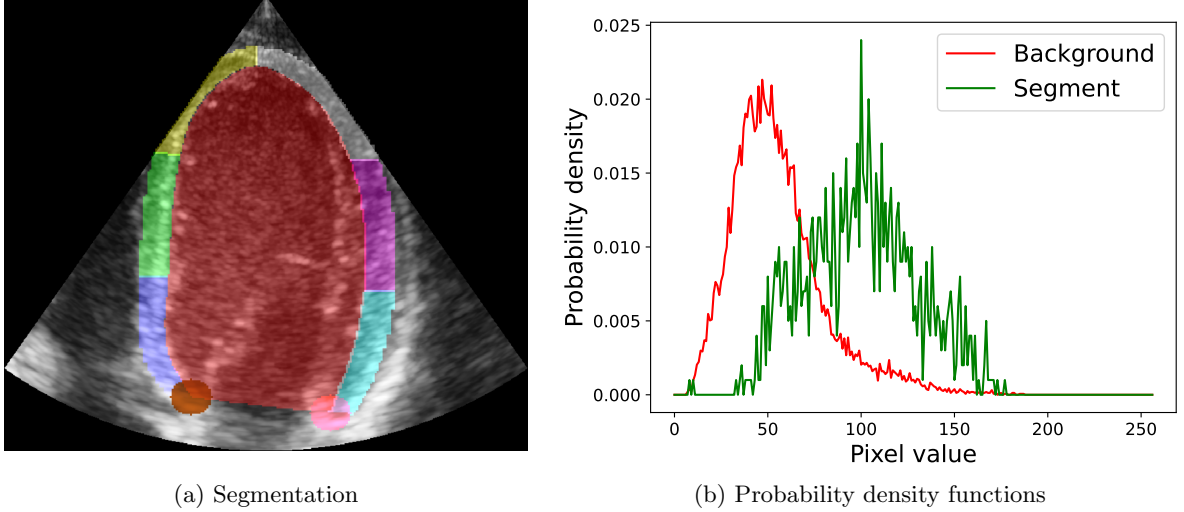 Background
Segment
Probability density
0.025
0.020
0.015
0.010
0.005
0.000
0 50 100 150 200 250
Pixel value
(a) Segmentation
(b) Probability density functions